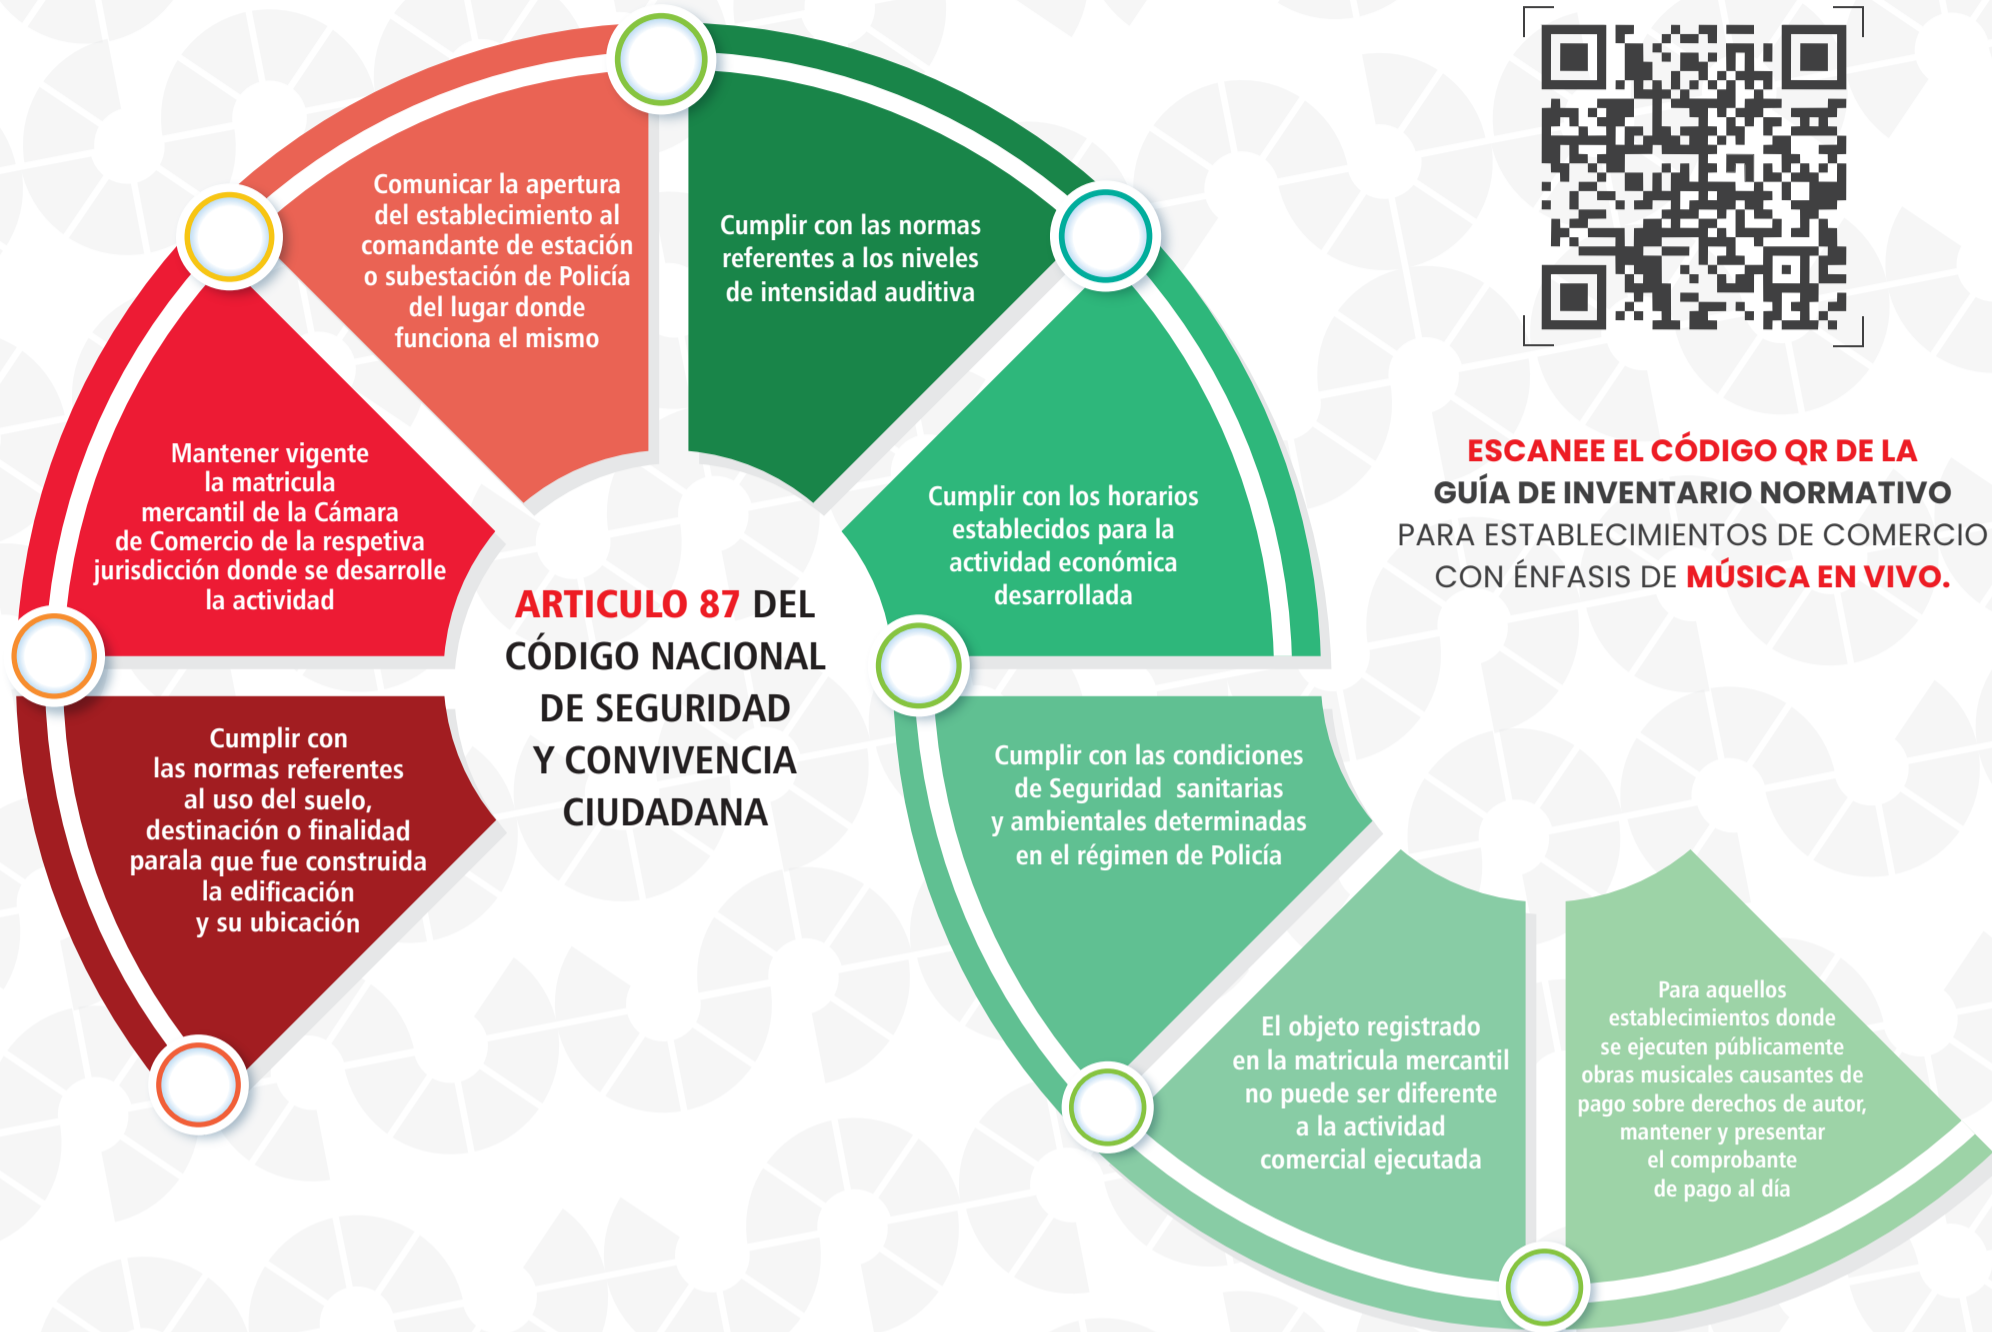 Cumplir con
las normas referentes
al uso del suelo,
destinación o finalidad
parala que fue construida
la edificación
y su ubicación
Mantener vigente
la matricula
mercantil de la Cámara
de Comercio de la respetiva
jurisdicción donde se desarrolle
la actividad
Comunicar la apertura
del establecimiento al
comandante de estación
o subestación de Policía
del lugar donde
funciona el mismo
Cumplir con las normas
referentes a los niveles
de intensidad auditiva
Cumplir con los horarios
establecidos para la
actividad económica
desarrollada
Cumplir con las condiciones
de Seguridad sanitarias
y ambientales determinadas
en el régimen de Policía
El objeto registrado
en la matricula mercantil
no puede ser diferente
a la actividad
comercial ejecutada
Para aquellos
establecimientos donde
se ejecuten públicamente
obras musicales causantes de
pago sobre derechos de autor,
mantener y presentar
el comprobante
de pago al día
ARTICULO 87 DEL
CÓDIGO NACIONAL
DE SEGURIDAD
Y CONVIVENCIA
CIUDADANA
ESCANEE EL CÓDIGO QR DE LA
GUÍA DE INVENTARIO NORMATIVO
PARA ESTABLECIMIENTOS DE COMERCIO
CON ÉNFASIS DE MÚSICA EN VIVO.